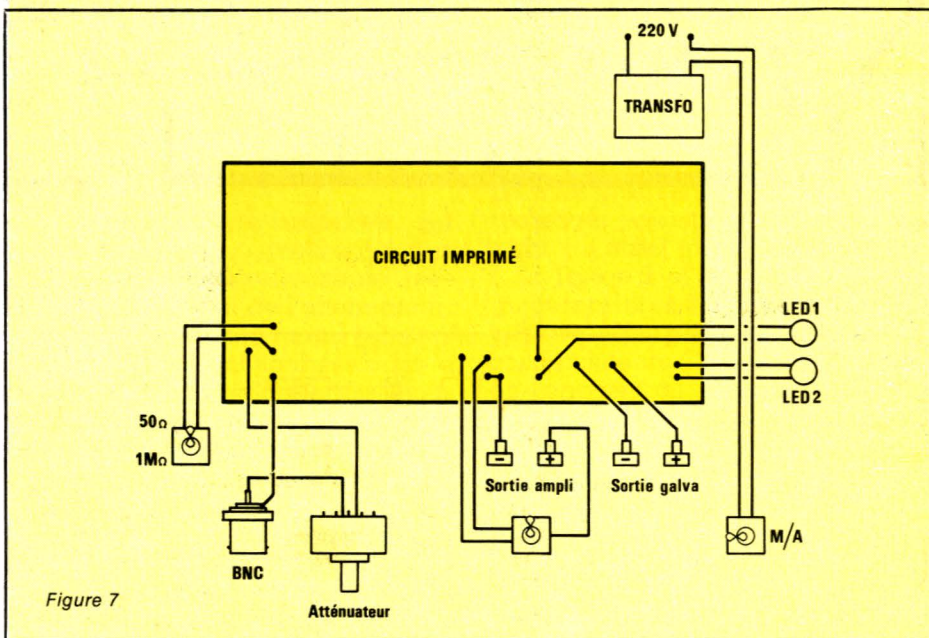 220 V
TRANSFO
CIRCUIT IMPRIMÉ
LED 1
LED 2
50Ω
1MΩ
- + - +
Sortie ampli Sortie galva
M/A
BNC
Atténuateur
Figure 7